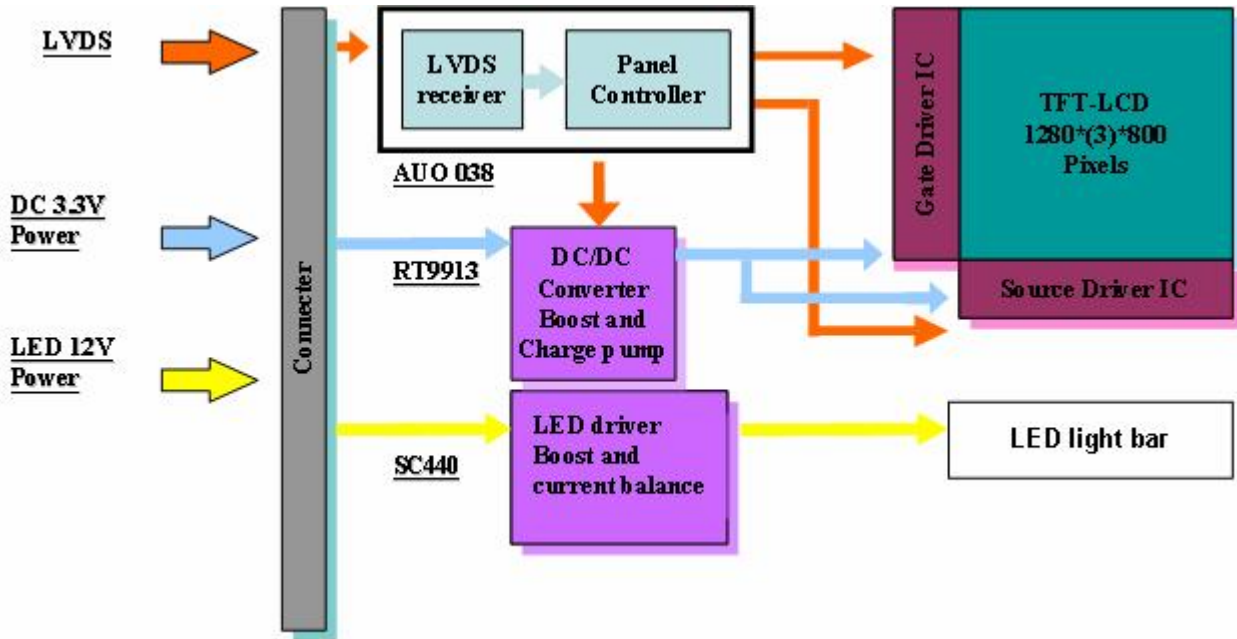 LVDS
LVDS
receiver
Panel
Controller
AUO 038
Gate Driver IC
TFT-LCD
1280*(3)*800
Pixels
Source Driver IC
DC 3.3V
Power
RT9913
DC/DC
Converter
Boost and
Charge pump
Connecter
LED 12V
Power
SC440
LED driver
Boost and
current balance
LED light bar